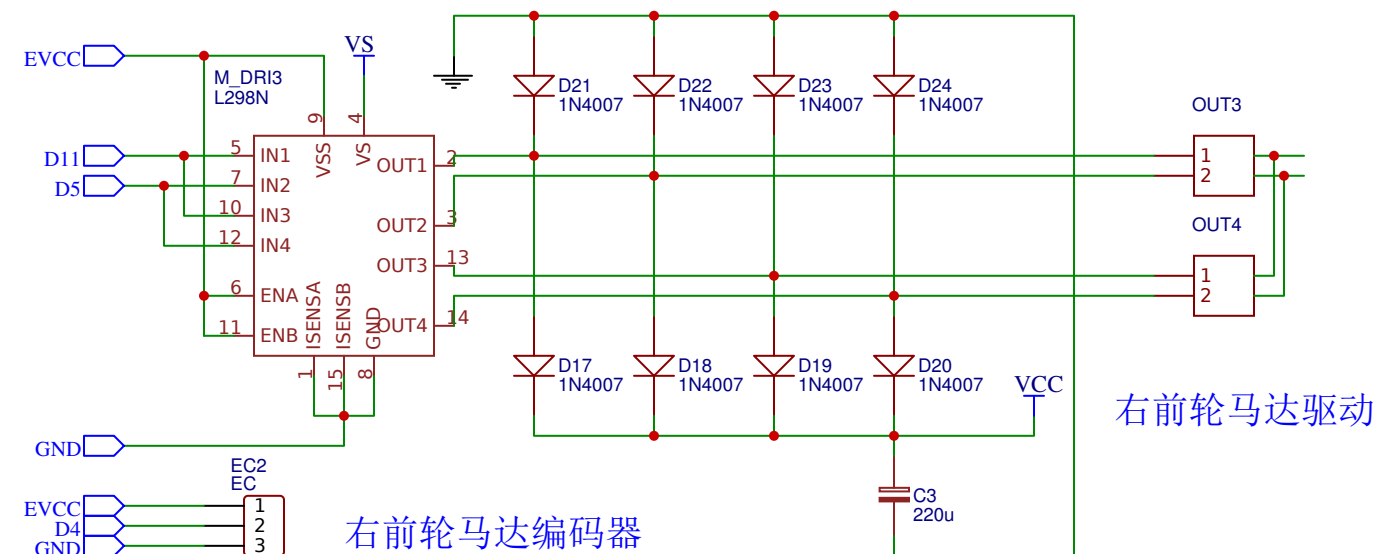 EVCC
VS
M_DRI3
L298N
9
4
D21
1N4007
D22
1N4007
D23
1N4007
D24
1N4007
OUT3
D11
5
IN1
VSS
VS
OUT1
2
1
D5
7
IN2
2
10
IN3
OUT2
3
OUT4
12
IN4
OUT3
13
1
6
ENA
2
11
ENB
ISENSA
ISENSB
GND
OUT4
14
1
15
8
D17
1N4007
D18
1N4007
D19
1N4007
D20
1N4007
VCC
右前轮马达驱动
GND
EC2
EC
EVCC
1
D4
2
GND
3
右前轮马达编码器
C3
220u